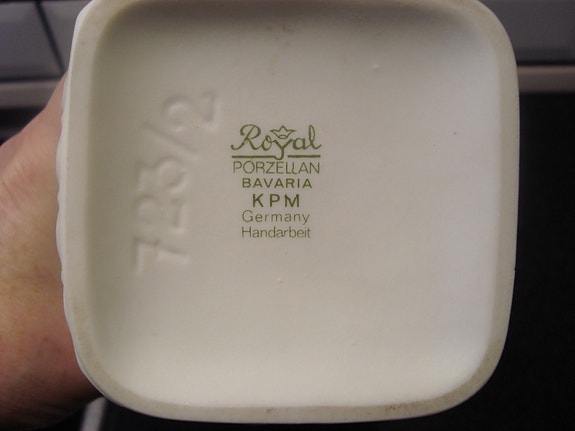 Royal
PORZELLAN
BAVARIA
KPM
Germany
Handarbeit
723/2